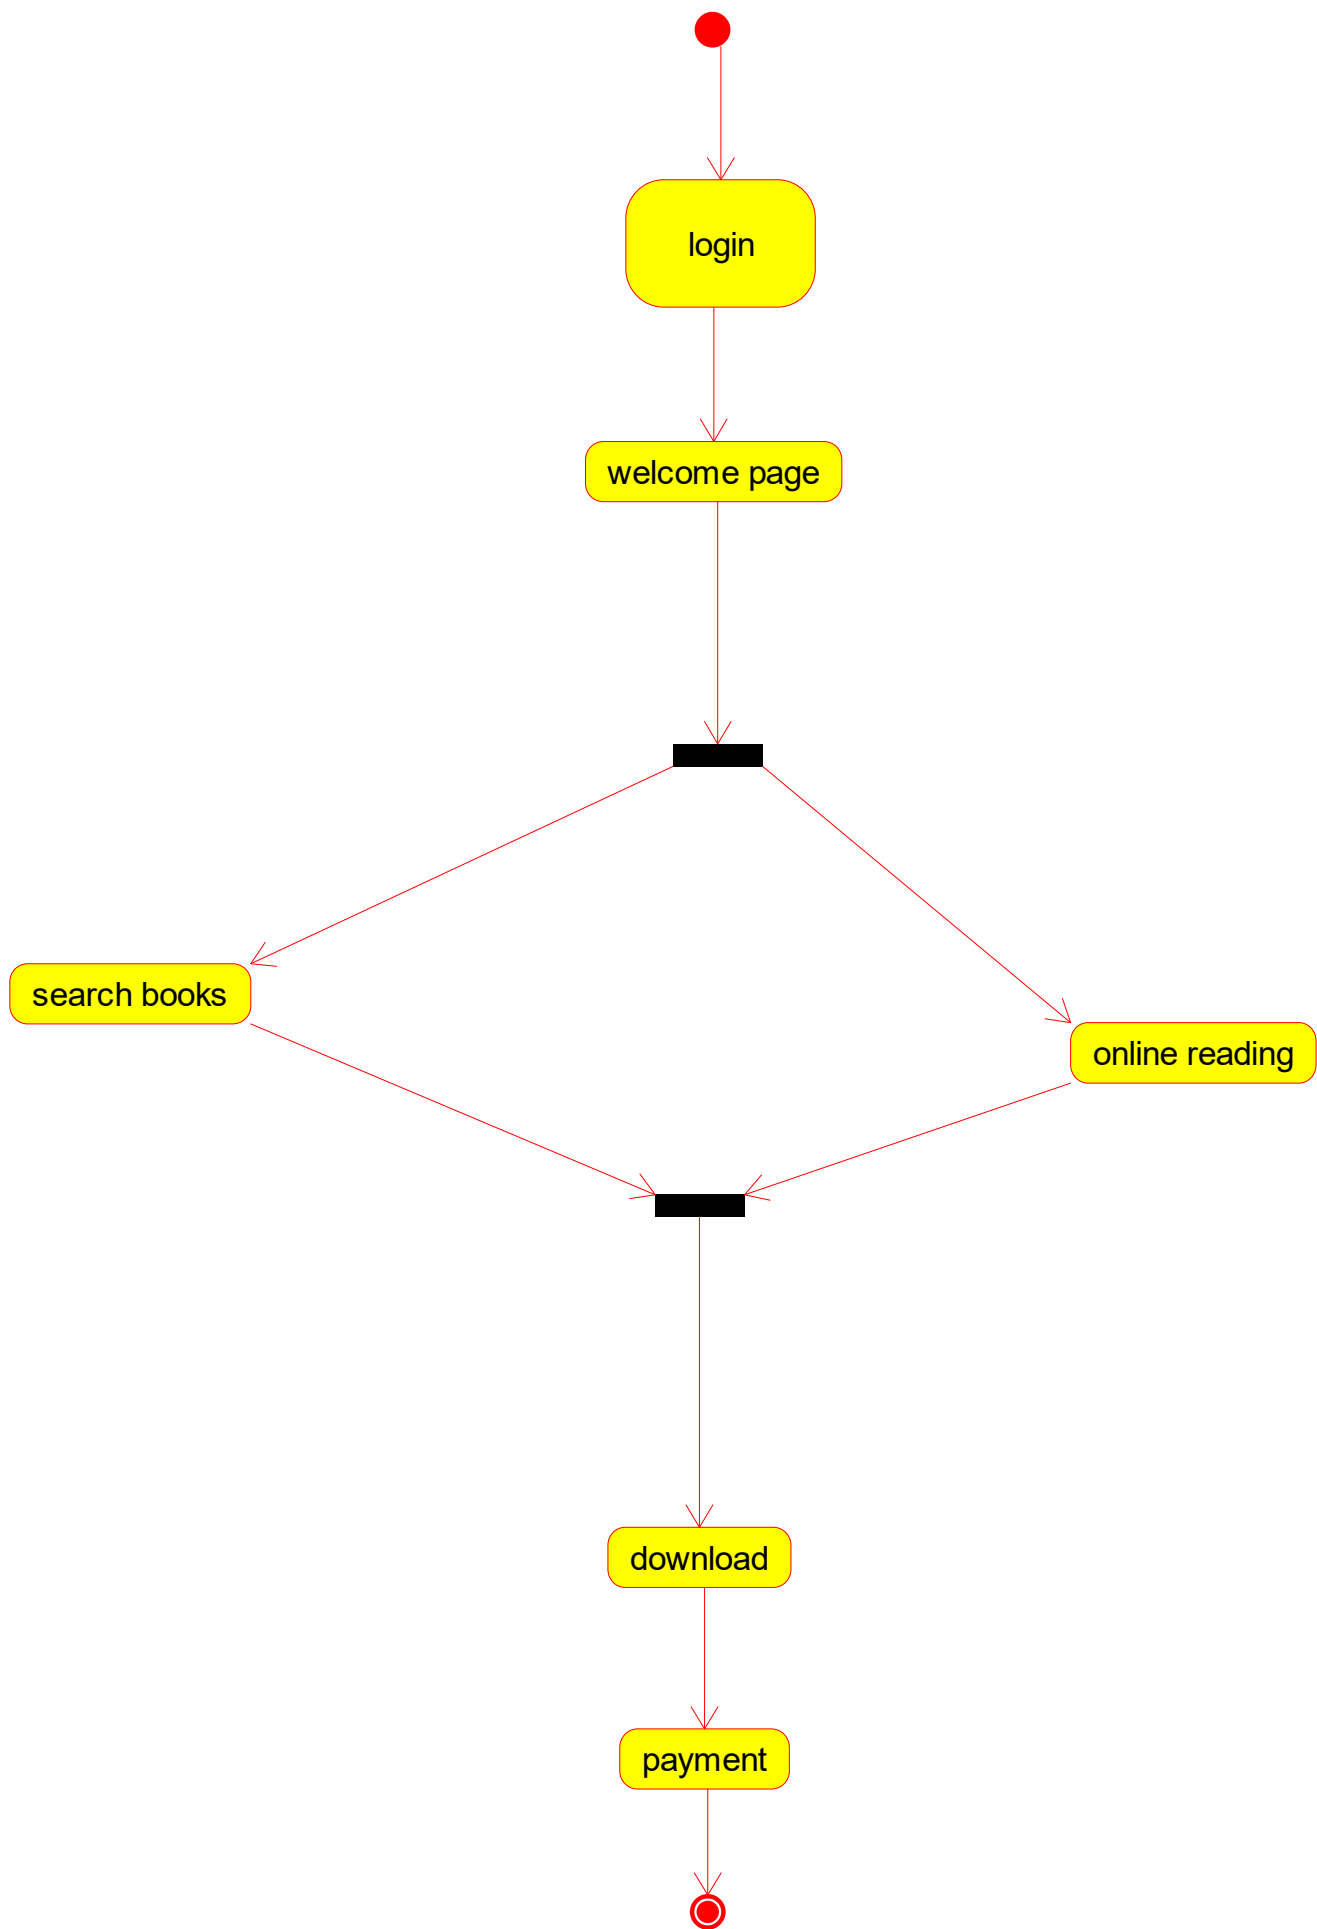 login
welcome page
search books
online reading
download
payment